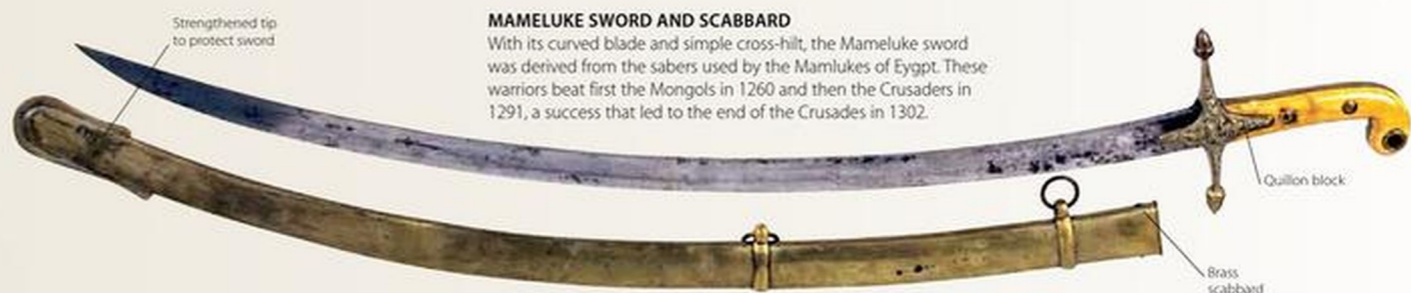 Strengthened tip
to protect sword
MAMELUKE SWORD AND SCABBARD
With its curved blade and simple cross-hilt, the Mameluke sword
was derived from the sabers used by the Mamlukes of Eygpt. These
warriors beat first the Mongols in 1260 and then the Crusaders in
1291, a success that led to the end of the Crusades in 1302.
Quillon block
Brass
scabbard